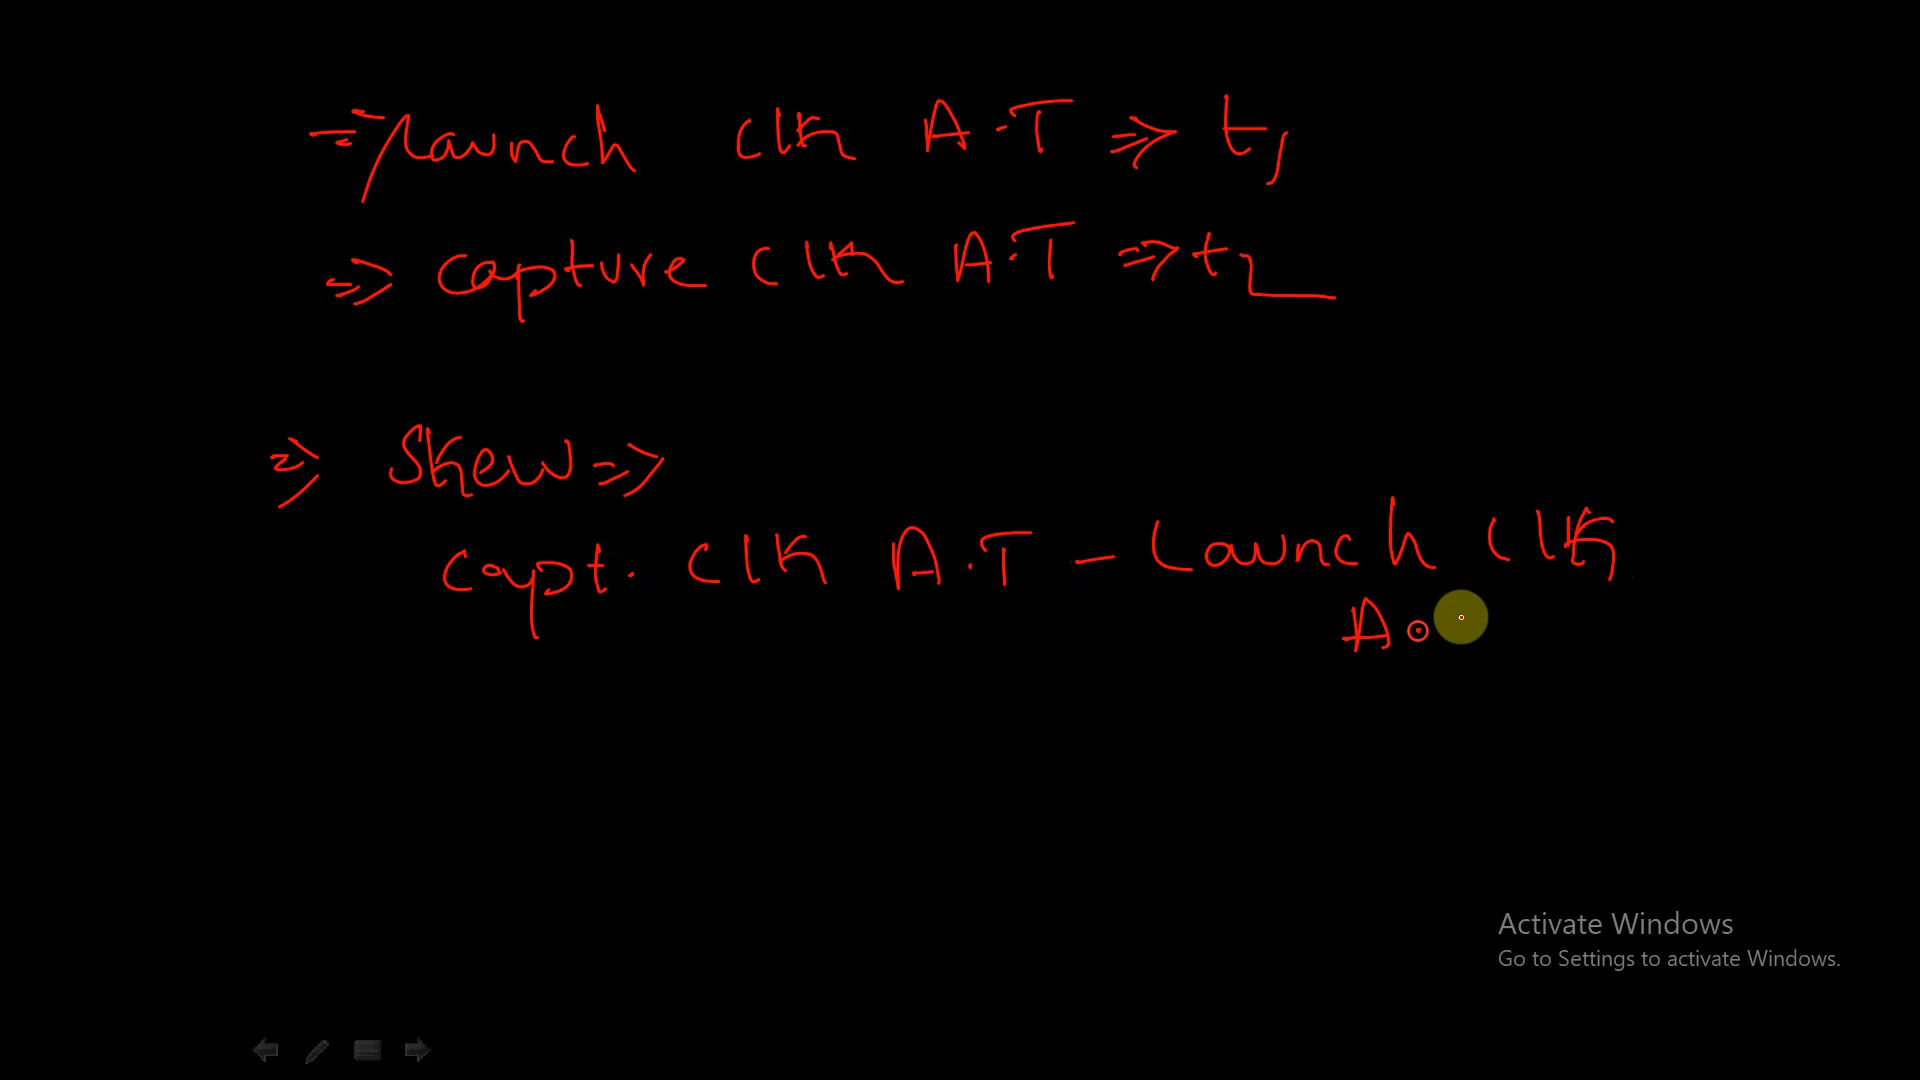 => Launch Clk A.T => t1
=> Capture Clk A.T => t2
=> Skew =>
Capt. Clk A.T - Launch Clk
A.
Activate Windows
Go to Settings to activate Windows.